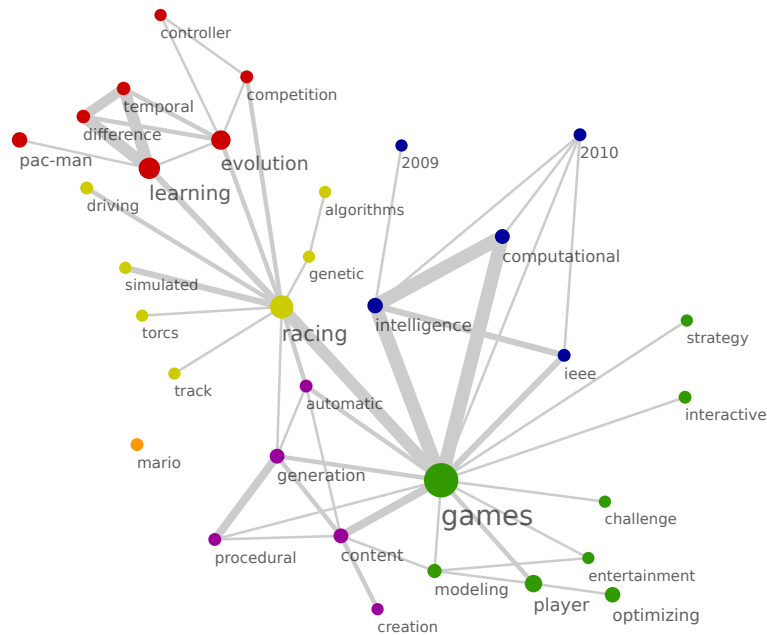 controller
competition
temporal
difference
pac-man
evolution
learning
2009
2010
driving
algorithms
computational
genetic
simulated
intelligence
racing
torcs
strategy
ieee
track
automatic
interactive
mario
generation
games
challenge
procedural
content
entertainment
modeling
player
optimizing
creation